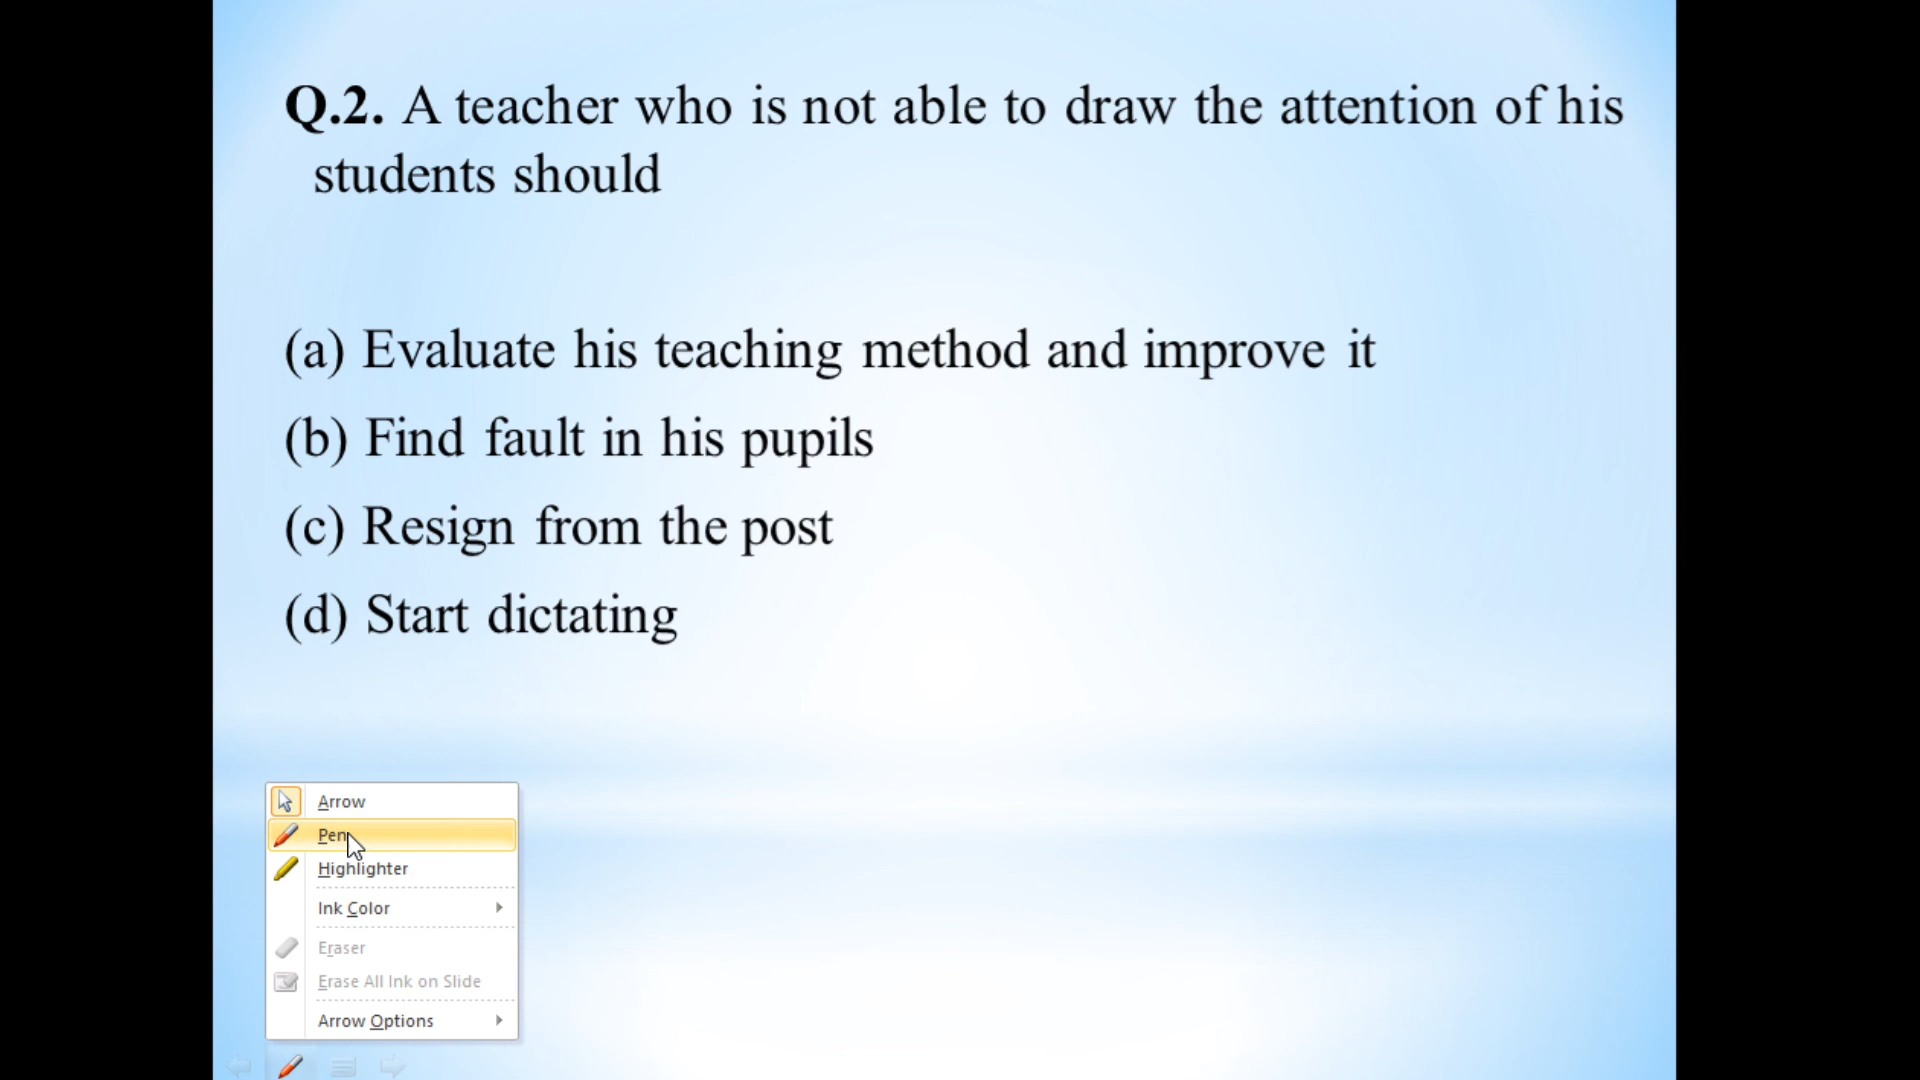 Q.2. A teacher who is not able to draw the attention of his
students should
(a) Evaluate his teaching method and improve it
(b) Find fault in his pupils
(c) Resign from the post
(d) Start dictating
Arrow
Pen
Highlighter
Ink Color
Eraser
Erase All Ink on Slide
Arrow Options